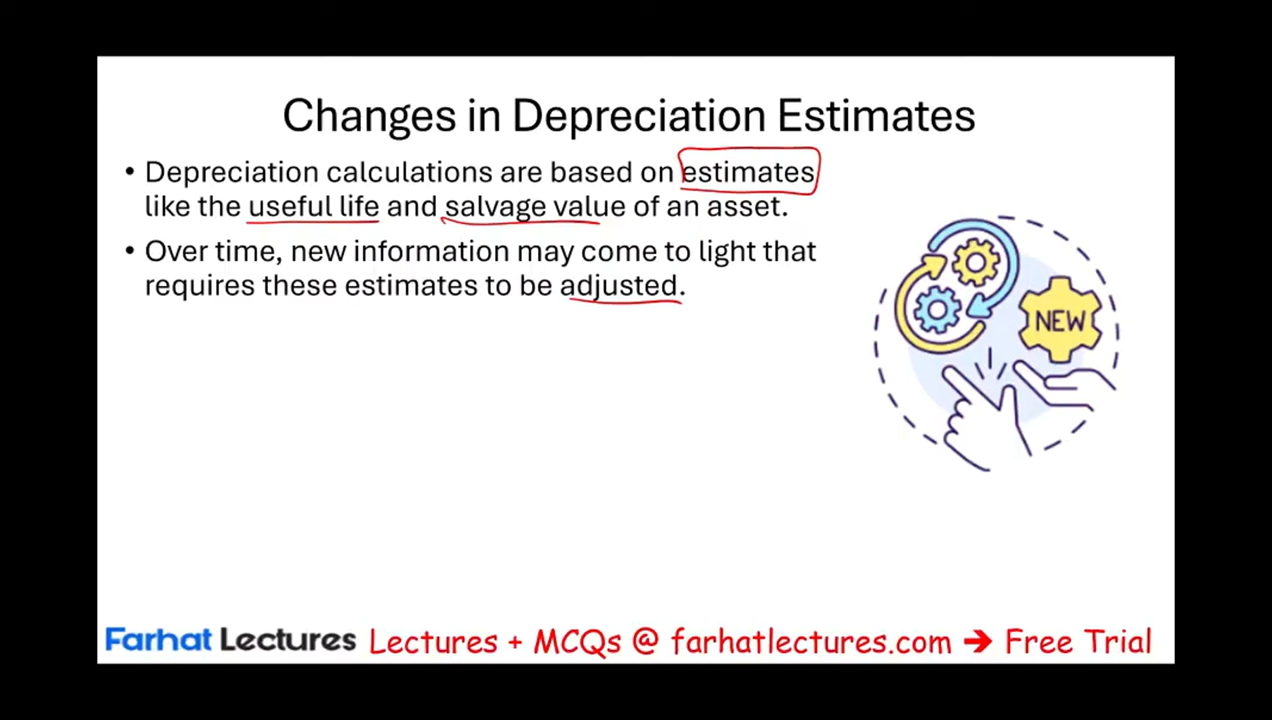 Changes in Depreciation Estimates
• Depreciation calculations are based on estimates
like the useful life and salvage value of an asset.
• Over time, new information may come to light that
requires these estimates to be adjusted.
NEW
Farhat Lectures Lectures + MCQs @ farhatlectures.com ➔ Free Trial